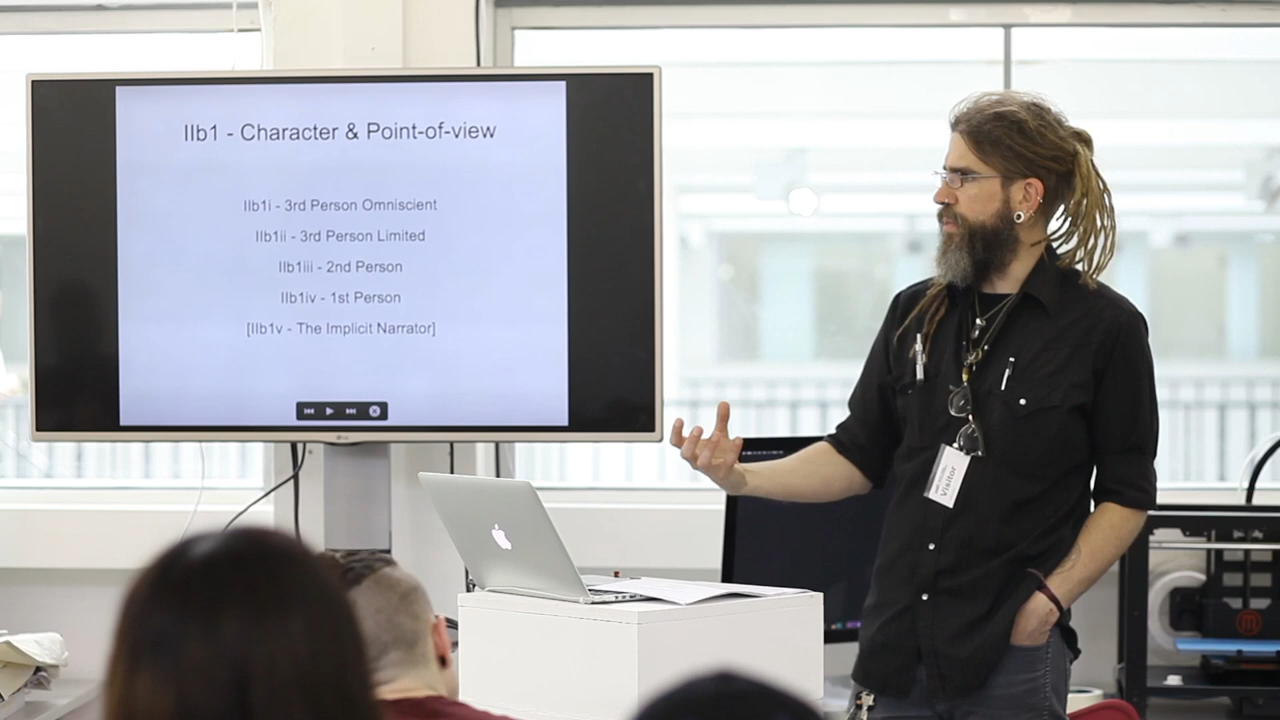 IIb1 - Character & Point-of-view
IIb1i - 3rd Person Omniscient
IIb1ii - 3rd Person Limited
IIb1iii - 2nd Person
IIb1iv - 1st Person
[IIb1v - The Implicit Narrator]
LG
Visitor